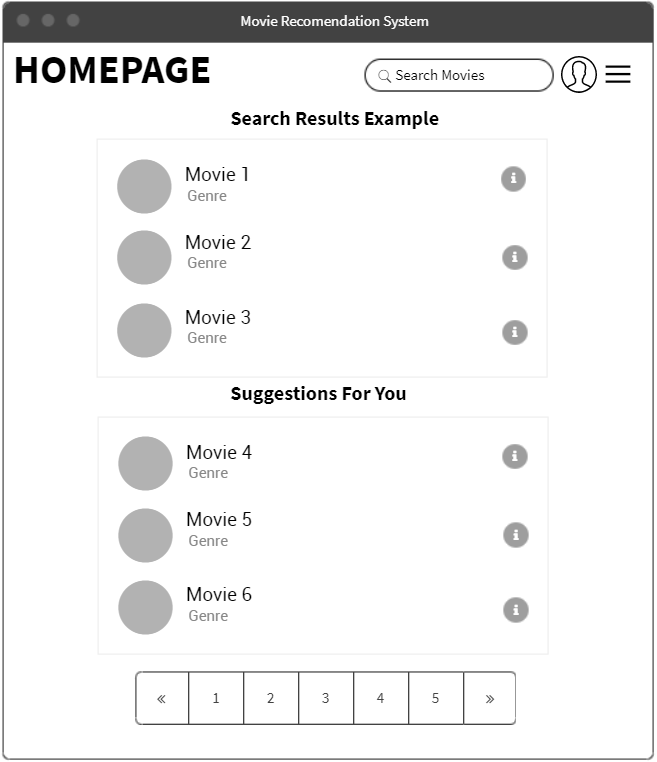 Movie Recomendation System
HOMEPAGE
Search Movies
Search Results Example
Movie 1
Genre
Movie 2
Genre
Movie 3
Genre
Suggestions For You
Movie 4
Genre
Movie 5
Genre
Movie 6
Genre
« 1 2 3 4 5 »